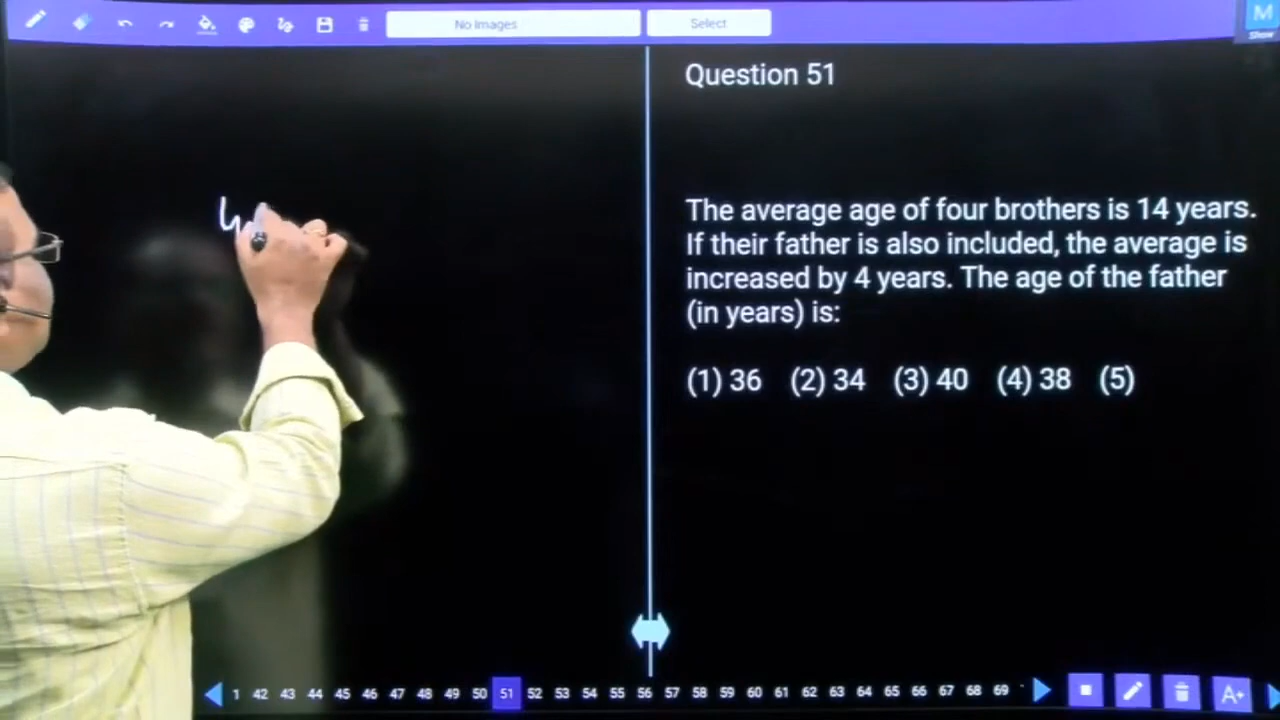 No Images
Select
M
Show
Question 51
The average age of four brothers is 14 years.
If their father is also included, the average is
increased by 4 years. The age of the father
(in years) is:
(1) 36 (2) 34 (3) 40 (4) 38 (5)
1 42 43 44 45 46 47 48 49 50 51 52 53 54 55 56 57 58 59 60 61 62 63 64 65 66 67 68 69
A+